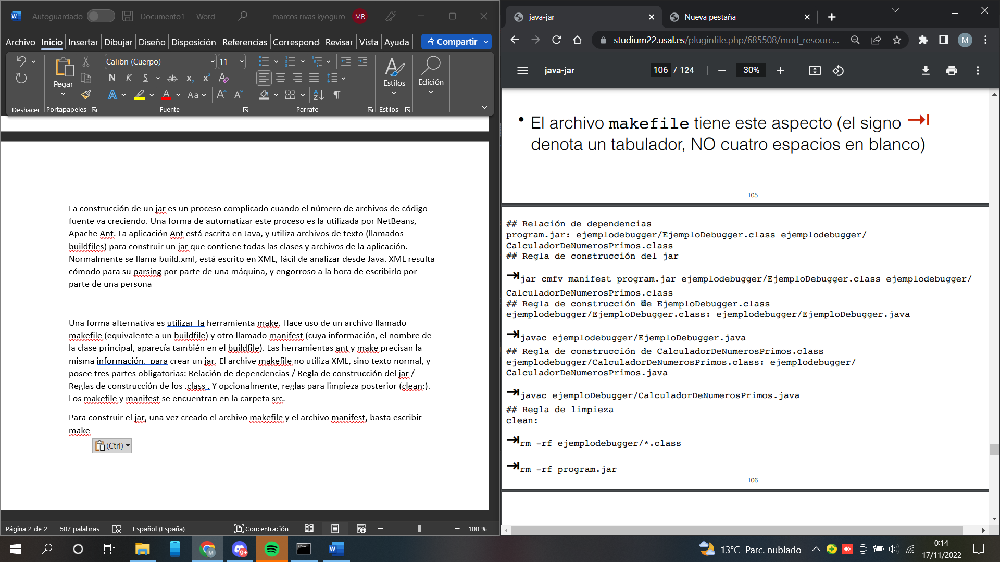 Autoguardado
Documento1 - Word
marcos rivas kyoguro
MR
Archivo
Inicio
Insertar
Dibujar
Diseño
Disposición
Referencias
Correspond
Revisar
Vista
Ayuda
Compartir
Pegar
Calibri (Cuerpo)
11
N
K
S
ab
x₂
x²
A
A
Aa
A
A
Estilos
Edición
Deshacer
Portapapeles
Fuente
Párrafo
Estilos
La construcción de un jar es un proceso complicado cuando el número de archivos de código
fuente va creciendo. Una forma de automatizar este proceso es la utilizada por NetBeans,
Apache Ant. La aplicación Ant está escrita en Java, y utiliza archivos de texto (llamados
buildfiles) para construir un jar que contiene todas las clases y archivos de la aplicación.
Normalmente se llama build.xml, está escrito en XML, fácil de analizar desde Java. XML resulta
cómodo para su parsing por parte de una máquina, y engorroso a la hora de escribirlo por
parte de una persona
Una forma alternativa es utilizar  la herramienta make. Hace uso de un archivo llamado
makefile (equivalente a un buildfile) y otro llamado manifest (cuya información, el nombre de
la clase principal, aparecía también en el buildfile). Las herramientas ant y make precisan la
misma información,  para crear un jar. El archive makefile no utiliza XML, sino texto normal, y
posee tres partes obligatorias: Relación de dependencias / Regla de construcción del jar /
Reglas de construcción de los .class . Y opcionalmente, reglas para limpieza posterior (clean:).
Los makefile y manifest se encuentran en la carpeta src.
Para construir el jar, una vez creado el archivo makefile y el archivo manifest, basta escribir
make
(Ctrl)
Página 2 de 2
507 palabras
Español (España)
Concentración
100 %
java-jar
Nueva pestaña
studium22.usal.es/pluginfile.php/685508/mod_resourc...
M
java-jar
106 / 124
30%
• El archivo makefile tiene este aspecto (el signo ⇥
denota un tabulador, NO cuatro espacios en blanco)
105
## Relación de dependencias
program.jar: ejemplodebugger/EjemploDebugger.class ejemplodebugger/
CalculadorDeNumerosPrimos.class
## Regla de construcción del jar
⇥jar cmfv manifest program.jar ejemplodebugger/EjemploDebugger.class ejemplodebugger/
CalculadorDeNumerosPrimos.class
## Regla de construcción de EjemploDebugger.class
ejemplodebugger/EjemploDebugger.class: ejemplodebugger/EjemploDebugger.java
⇥javac ejemplodebugger/EjemploDebugger.java
## Regla de construcción de CalculadorDeNumerosPrimos.class
ejemplodebugger/CalculadorDeNumerosPrimos.class: ejemplodebugger/
CalculadorDeNumerosPrimos.java
⇥javac ejemploDebugger/CalculadorDeNumerosPrimos.java
## Regla de limpieza
clean:
⇥rm -rf ejemplodebugger/*.class
⇥rm -rf program.jar
106
M
9+
13°C Parc. nublado
0:14
17/11/2022